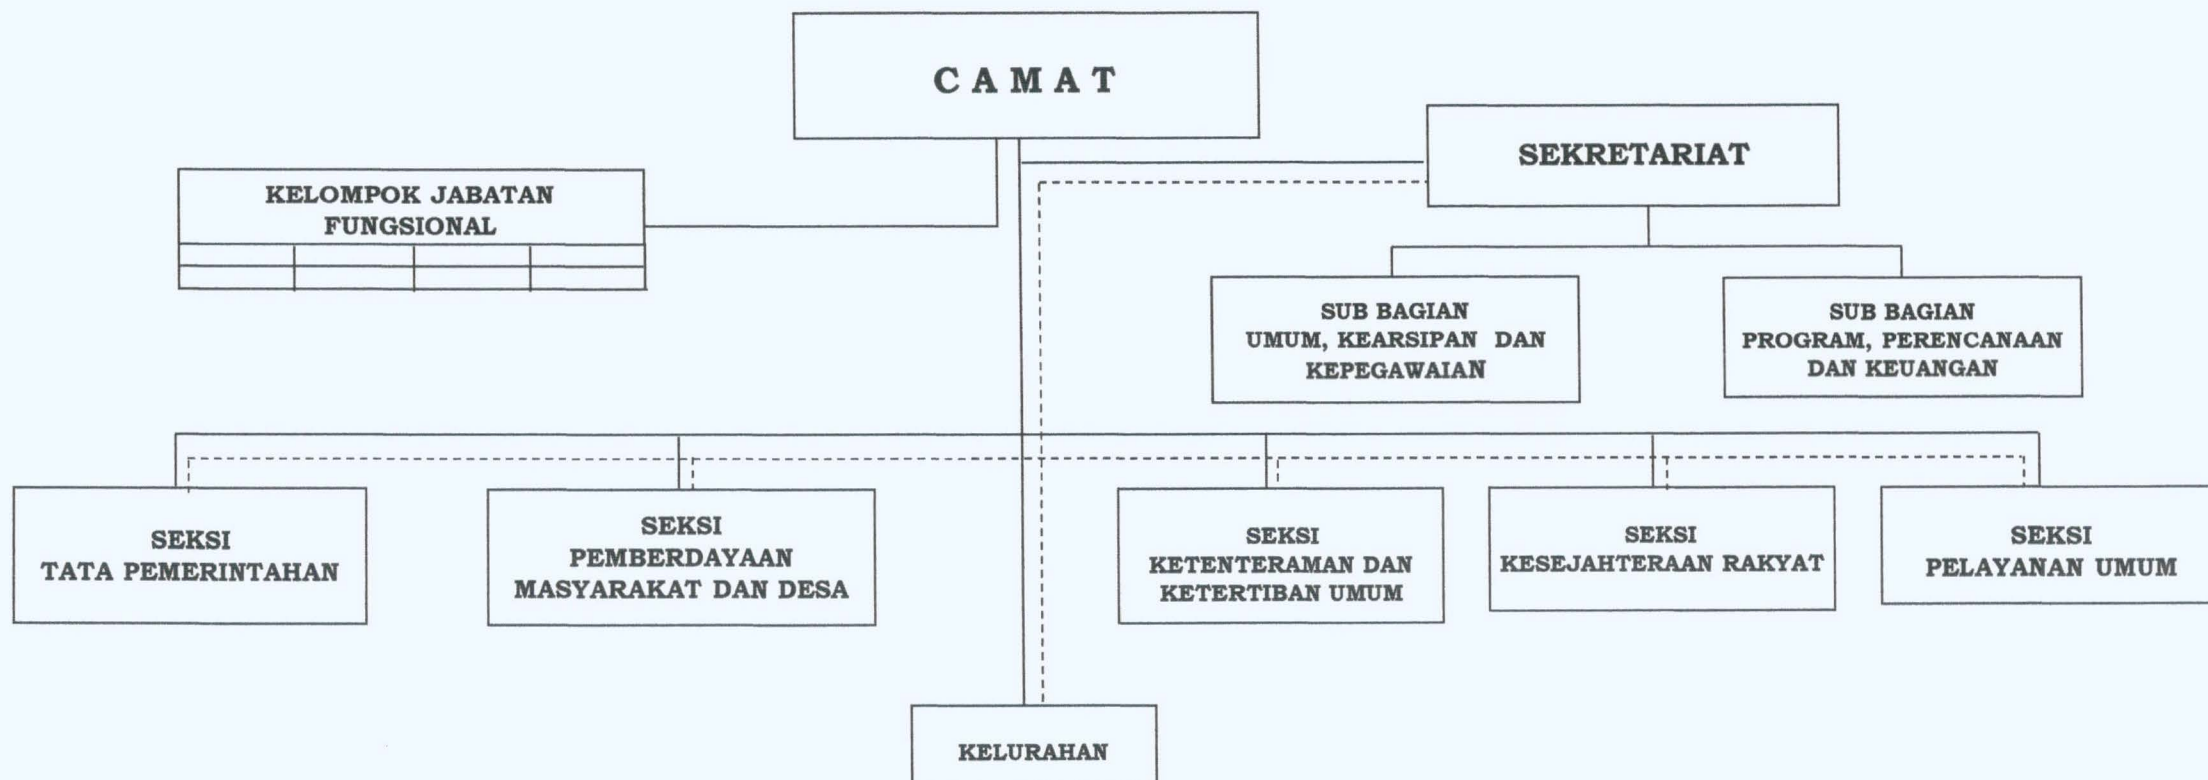 C A M A T
SEKRETARIAT
KELOMPOK JABATAN
FUNGSIONAL
SUB BAGIAN
UMUM, KEARSIPAN DAN
KEPEGAWAIAN
SUB BAGIAN
PROGRAM, PERENCANAAN
DAN KEUANGAN
SEKSI
TATA PEMERINTAHAN
SEKSI
PEMBERDAYAAN
MASYARAKAT DAN DESA
SEKSI
KETENTERAMAN DAN
KETERTIBAN UMUM
SEKSI
KESEJAHTERAAN RAKYAT
SEKSI
PELAYANAN UMUM
KELURAHAN